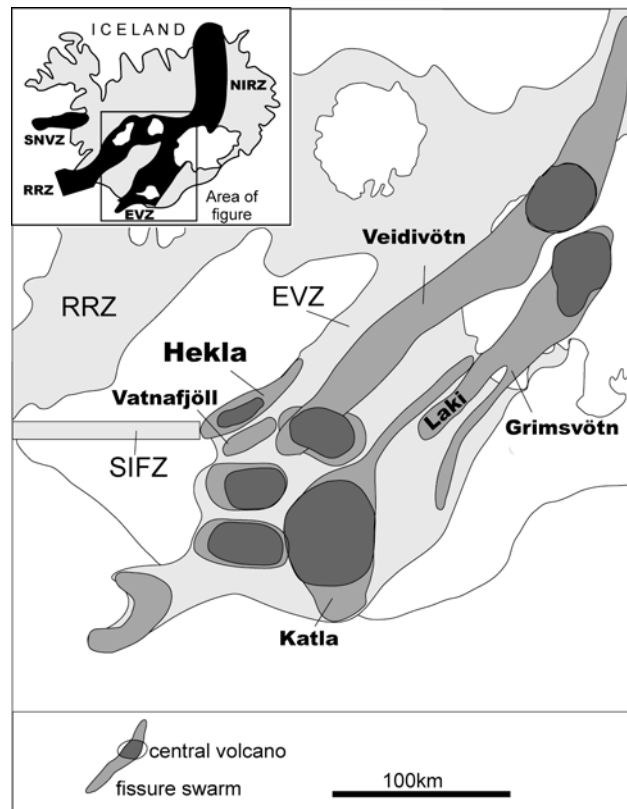 ICELAND
NIRZ
SNVZ
RRZ
EVZ
Area of
figure
Veidivötn
RRZ
EVZ
Hekla
Vatnafjöll
Laki
Grimsvötn
SIFZ
Katla
central volcano
fissure swarm
100km